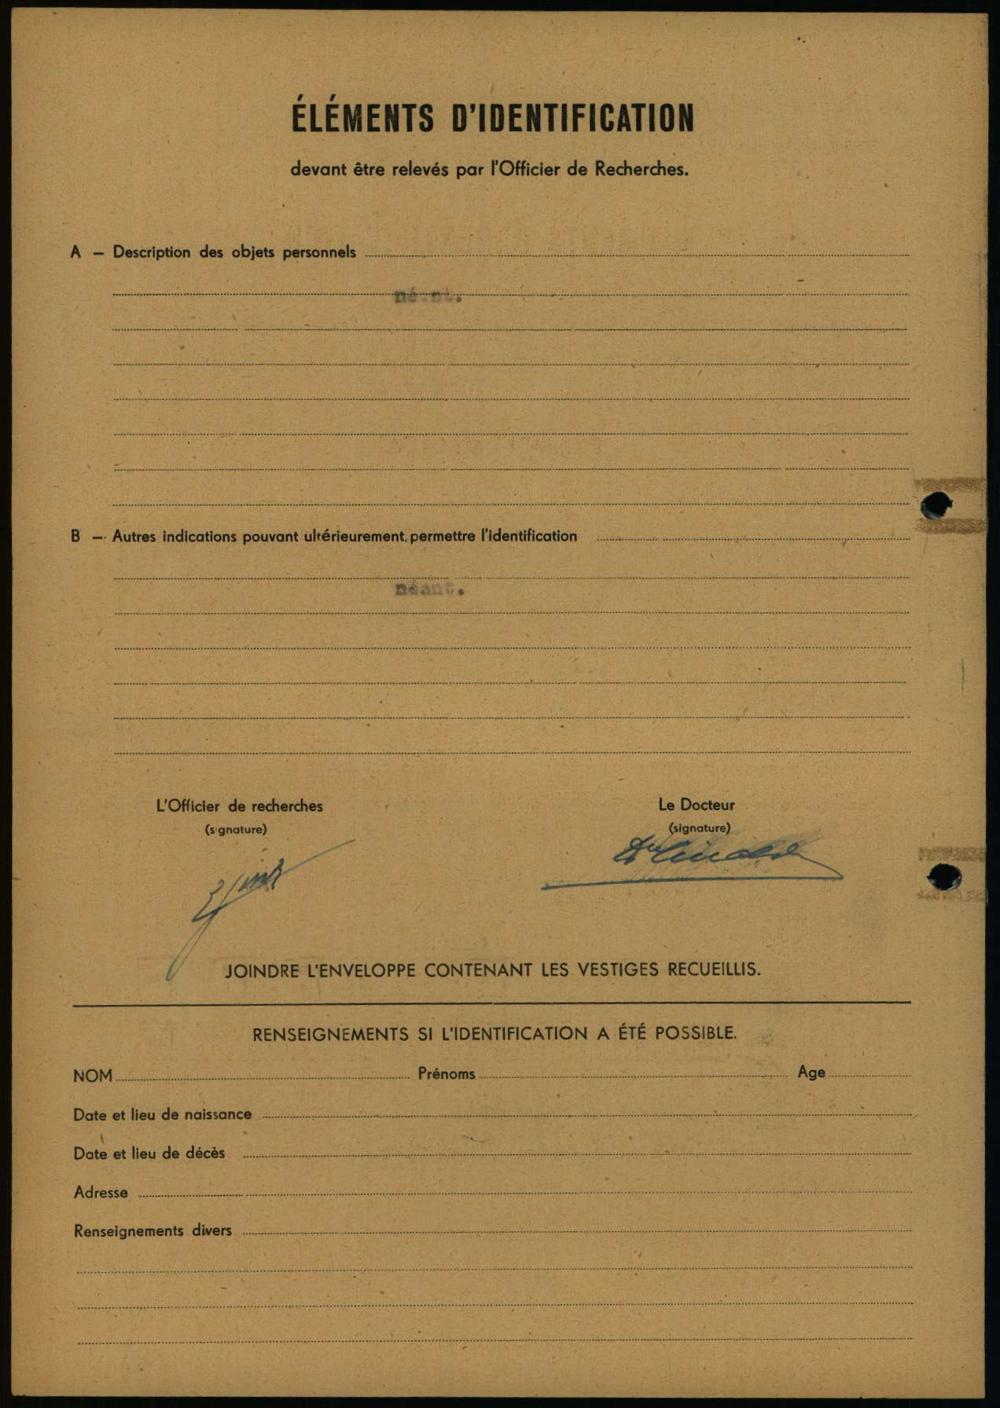 ÉLÉMENTS D'IDENTIFICATION
devant être relevés par l'Officier de Recherches.
A — Description des objets personnels
néant.
B — Autres indications pouvant ultérieurement permettre l'identification
néant.
L'Officier de recherches
Le Docteur
(signature)
(signature)
JOINDRE L'ENVELOPPE CONTENANT LES VESTIGES RECUEILLIS.
RENSEIGNEMENTS SI L'IDENTIFICATION A ÉTÉ POSSIBLE.
NOM Prénoms Age
Date et lieu de naissance
Date et lieu de décès
Adresse
Renseignements divers